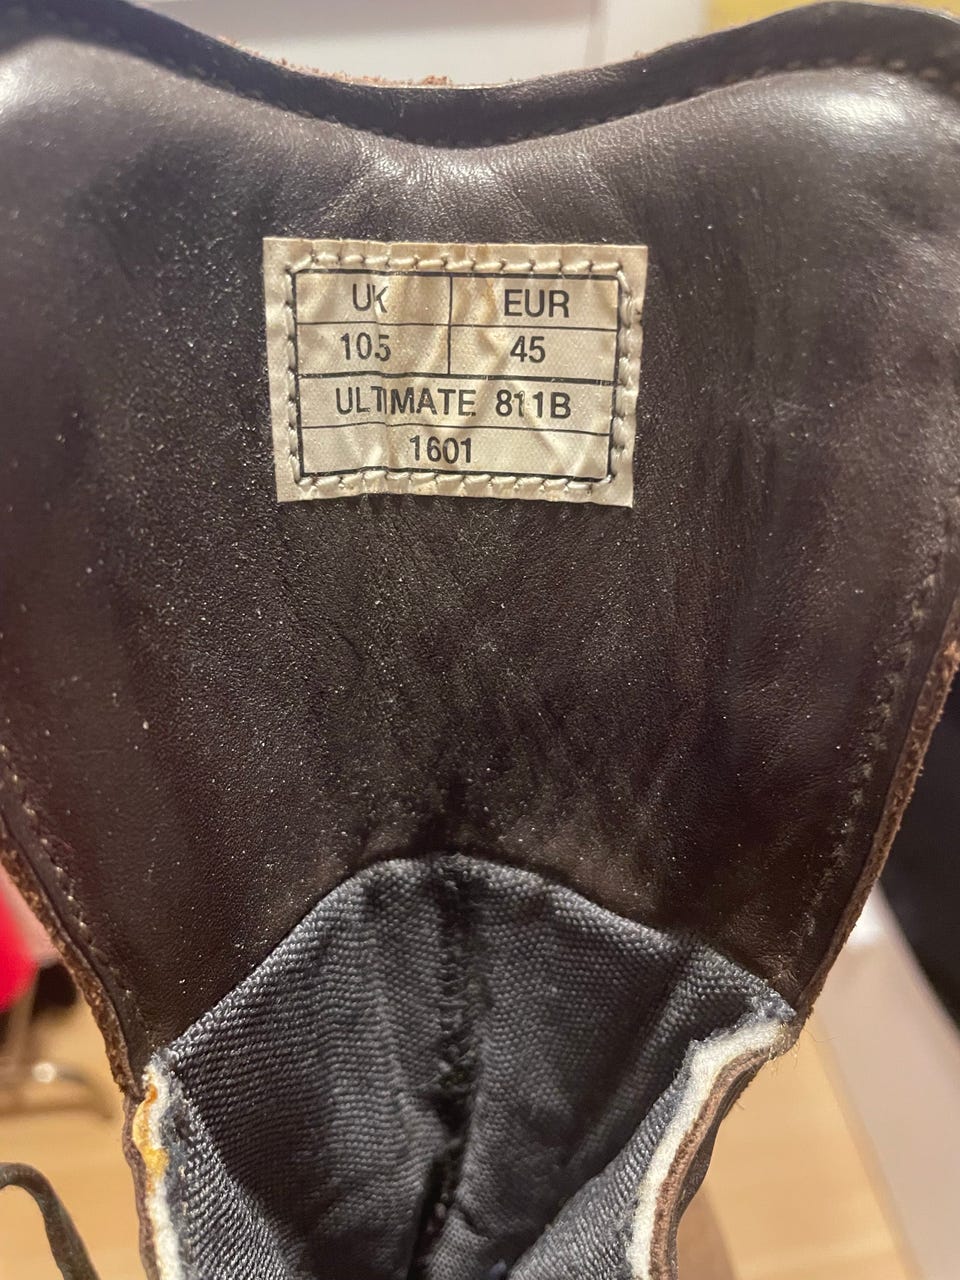 UK EUR
105 45
ULTIMATE 811B
1601